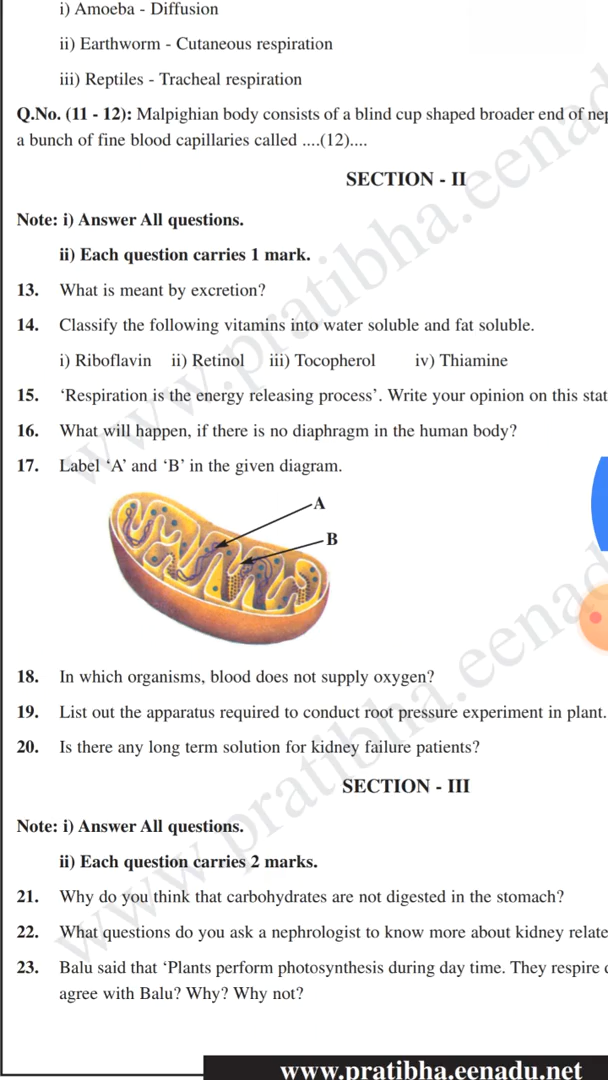 i) Amoeba - Diffusion
ii) Earthworm - Cutaneous respiration
iii) Reptiles - Tracheal respiration
Q.No. (11 - 12): Malpighian body consists of a blind cup shaped broader end of nep
a bunch of fine blood capillaries called ....(12)....
SECTION - II
Note: i) Answer All questions.
ii) Each question carries 1 mark.
13. What is meant by excretion?
14. Classify the following vitamins into water soluble and fat soluble.
i) Riboflavin ii) Retinol iii) Tocopherol iv) Thiamine
15. ‘Respiration is the energy releasing process’. Write your opinion on this stat
16. What will happen, if there is no diaphragm in the human body?
17. Label ‘A’ and ‘B’ in the given diagram.
A
B
18. In which organisms, blood does not supply oxygen?
19. List out the apparatus required to conduct root pressure experiment in plant.
20. Is there any long term solution for kidney failure patients?
SECTION - III
Note: i) Answer All questions.
ii) Each question carries 2 marks.
21. Why do you think that carbohydrates are not digested in the stomach?
22. What questions do you ask a nephrologist to know more about kidney relate
23. Balu said that ‘Plants perform photosynthesis during day time. They respire
agree with Balu? Why? Why not?
www.pratibha.eenadu.net
www.pratibha.eenad
www.pratibha.eenad